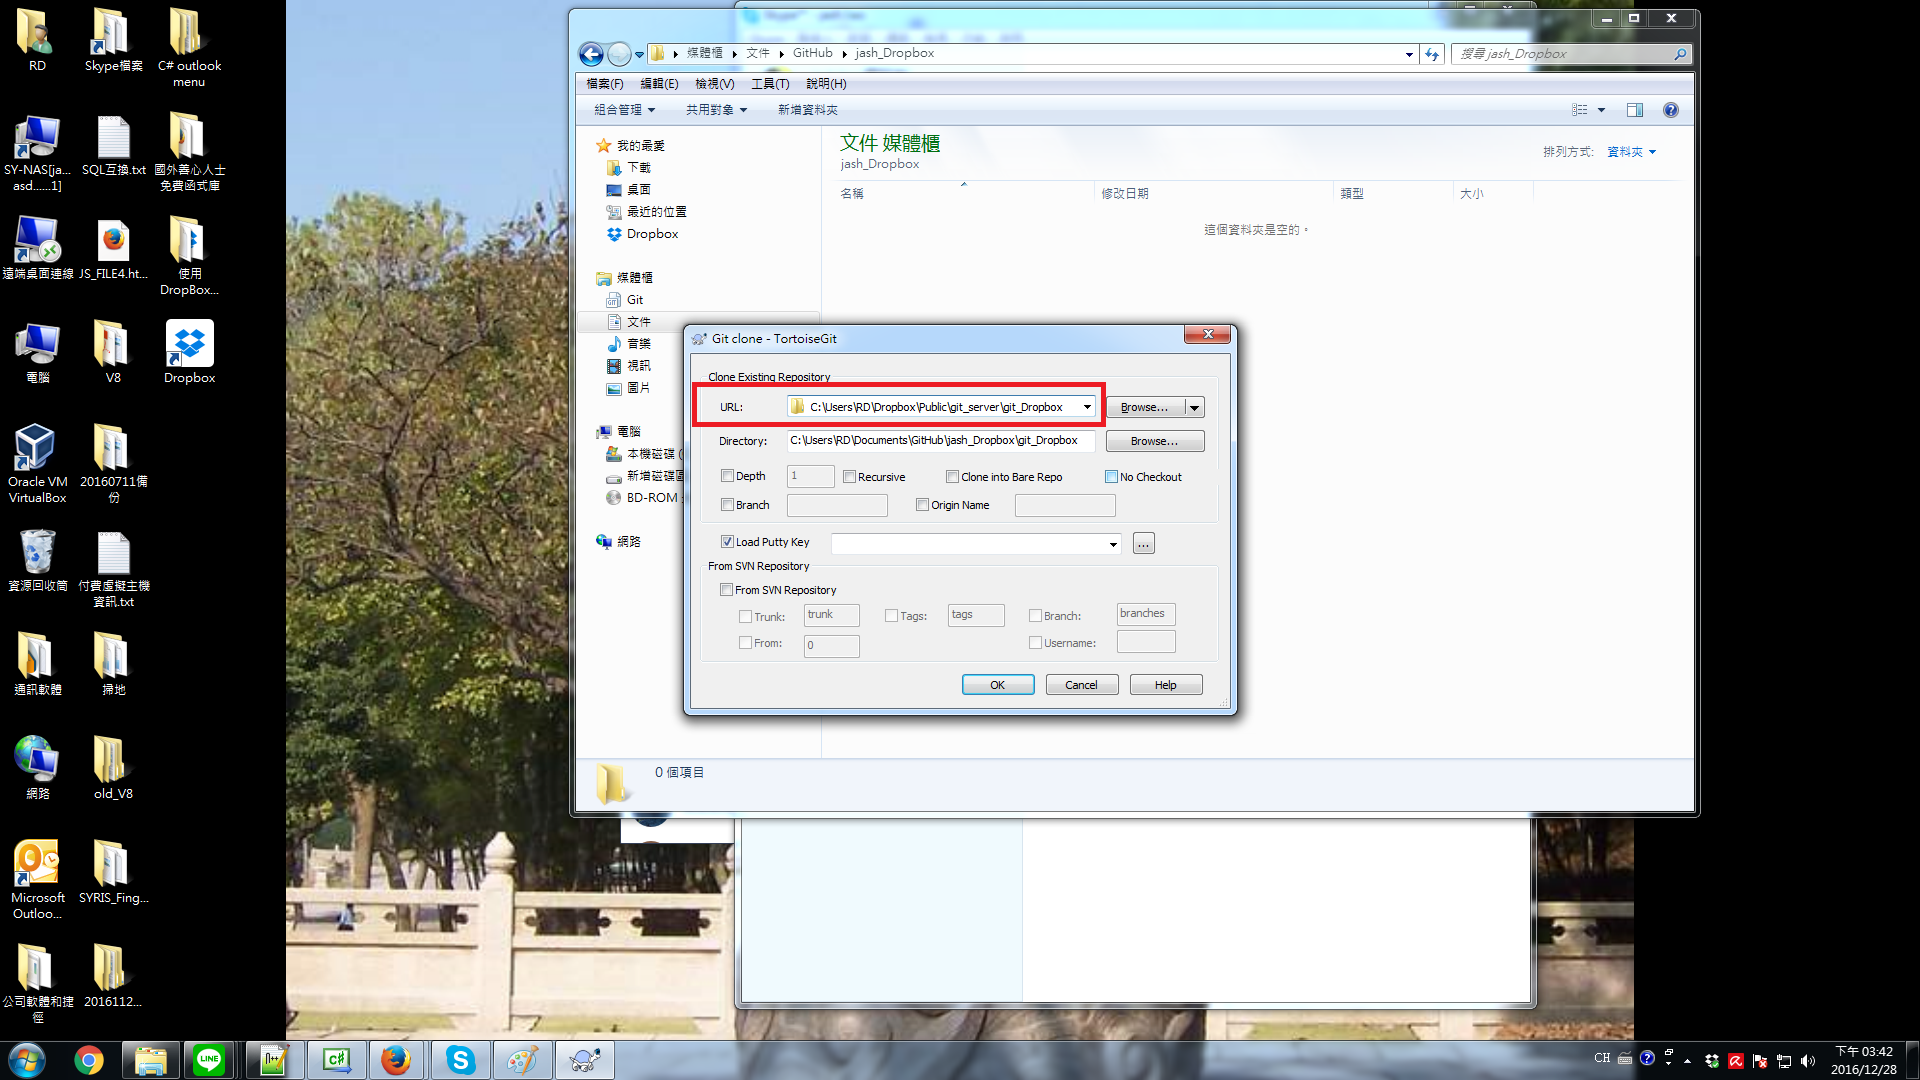 RD
Skype檔案
C# outlook
menu
SY-NAS[ja...
asd......1]
SQL互換.txt
國外善心人士
免費函式庫
遠端桌面連線
JS_FILE4.ht...
使用
DropBox...
電腦
V8
Dropbox
Oracle VM
VirtualBox
20160711備
份
資源回收筒
付費虛擬主機
資訊.txt
通訊軟體
掃地
網路
old_V8
Microsoft
Outloo...
SYRIS_Fing...
公司軟體和捷
徑
2016112...
媒體櫃 文件 GitHub jash_Dropbox
搜尋 jash_Dropbox
檔案(F) 編輯(E) 檢視(V) 工具(T) 說明(H)
組合管理 共用對象 新增資料夾
我的最愛
下載
桌面
最近的位置
Dropbox
媒體櫃
Git
文件
音樂
視訊
圖片
電腦
本機磁碟 (
新增磁碟區
BD-ROM
網路
文件 媒體櫃
jash_Dropbox
排列方式: 資料夾
名稱 修改日期 類型 大小
這個資料夾是空的。
Git clone - TortoiseGit
Clone Existing Repository
URL: C:\Users\RD\Dropbox\Public\git_server\git_Dropbox Browse...
Directory: C:\Users\RD\Documents\GitHub\jash_Dropbox\git_Dropbox Browse...
Depth 1 Recursive Clone into Bare Repo No Checkout
Branch Origin Name
Load Putty Key ...
From SVN Repository
From SVN Repository
Trunk: trunk Tags: tags Branch: branches
From: 0 Username:
OK Cancel Help
0 個項目
LINE
N++
C#
CH
下午 03:42
2016/12/28